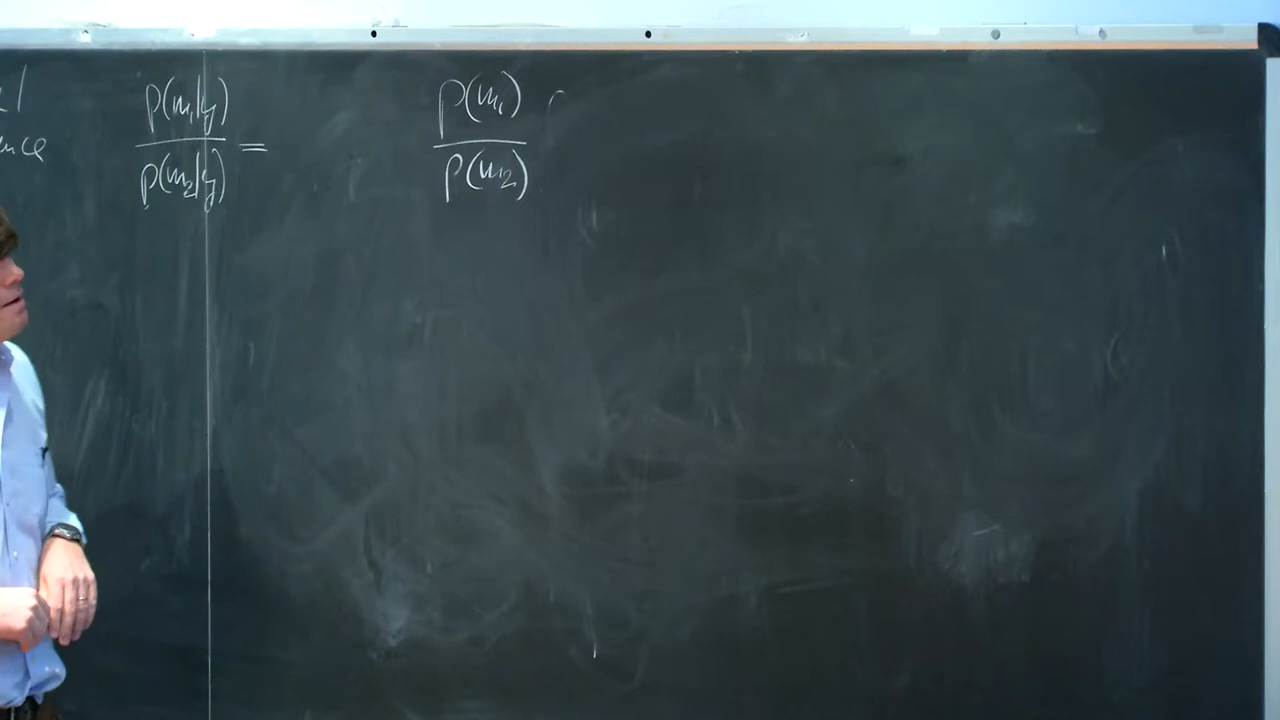 p(m₁|y) / p(m₂|y) = p(m₁) / p(m₂)